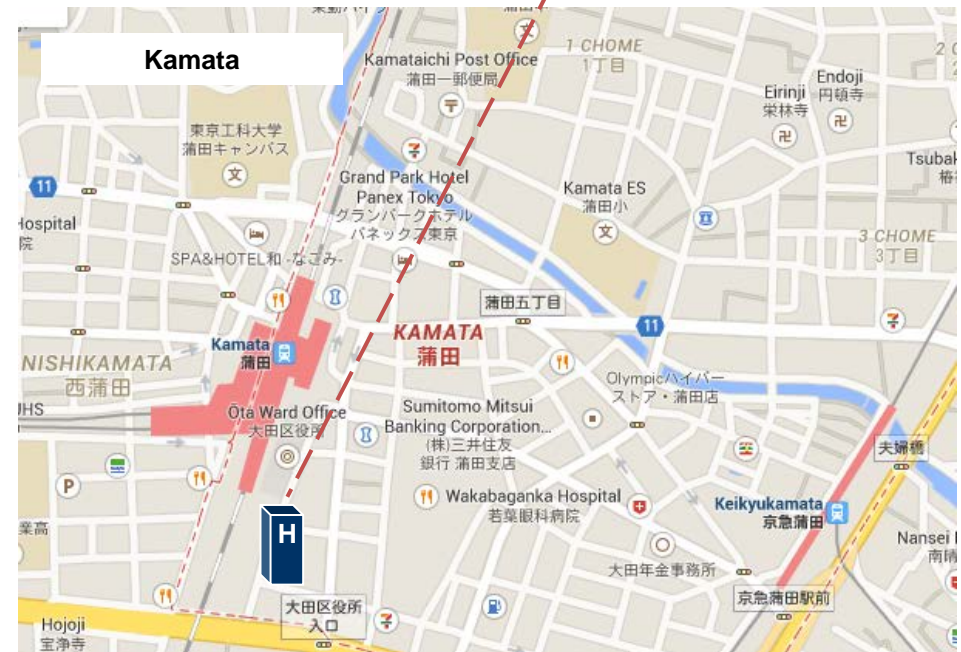 Kamata
Kamataichi Post Office
蒲田一郵便局
1 CHOME
1丁目
Endoji
円頓寺
Eirinji
栄林寺
東京工科大学
蒲田キャンパス
11
Grand Park Hotel
Panex Tokyo
グランパークホテル
パネックス東京
Kamata ES
蒲田小
Hospital
院
SPA&HOTEL和 -なごみ-
3 CHOME
3丁目
蒲田五丁目
11
KAMATA
蒲田
Kamata
蒲田
NISHIKAMATA
西蒲田
JHS
Olympicハイパー
ストア・蒲田店
Ōta Ward Office
大田区役所
Sumitomo Mitsui
Banking Corporation...
(株)三井住友
銀行 蒲田支店
夫婦橋
P
Wakabaganka Hospital
若葉眼科病院
Keikyukamata
京急蒲田
H
業高
Nansei
大田年金事務所
京急蒲田駅前
大田区役所
入口
Hojoji
宝浄寺